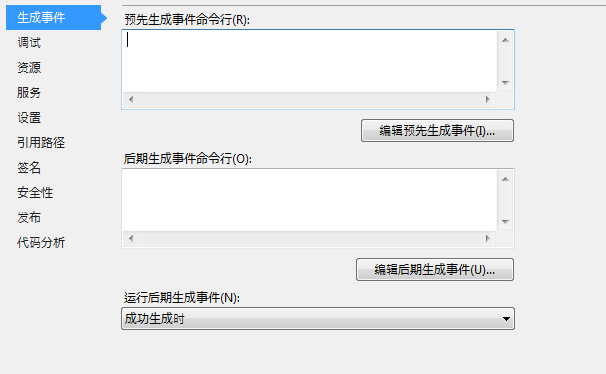 生成事件
调试
资源
服务
设置
引用路径
签名
安全性
发布
代码分析
预先生成事件命令行(R):
编辑预先生成事件(I)...
后期生成事件命令行(O):
编辑后期生成事件(U)...
运行后期生成事件(N):
成功生成时